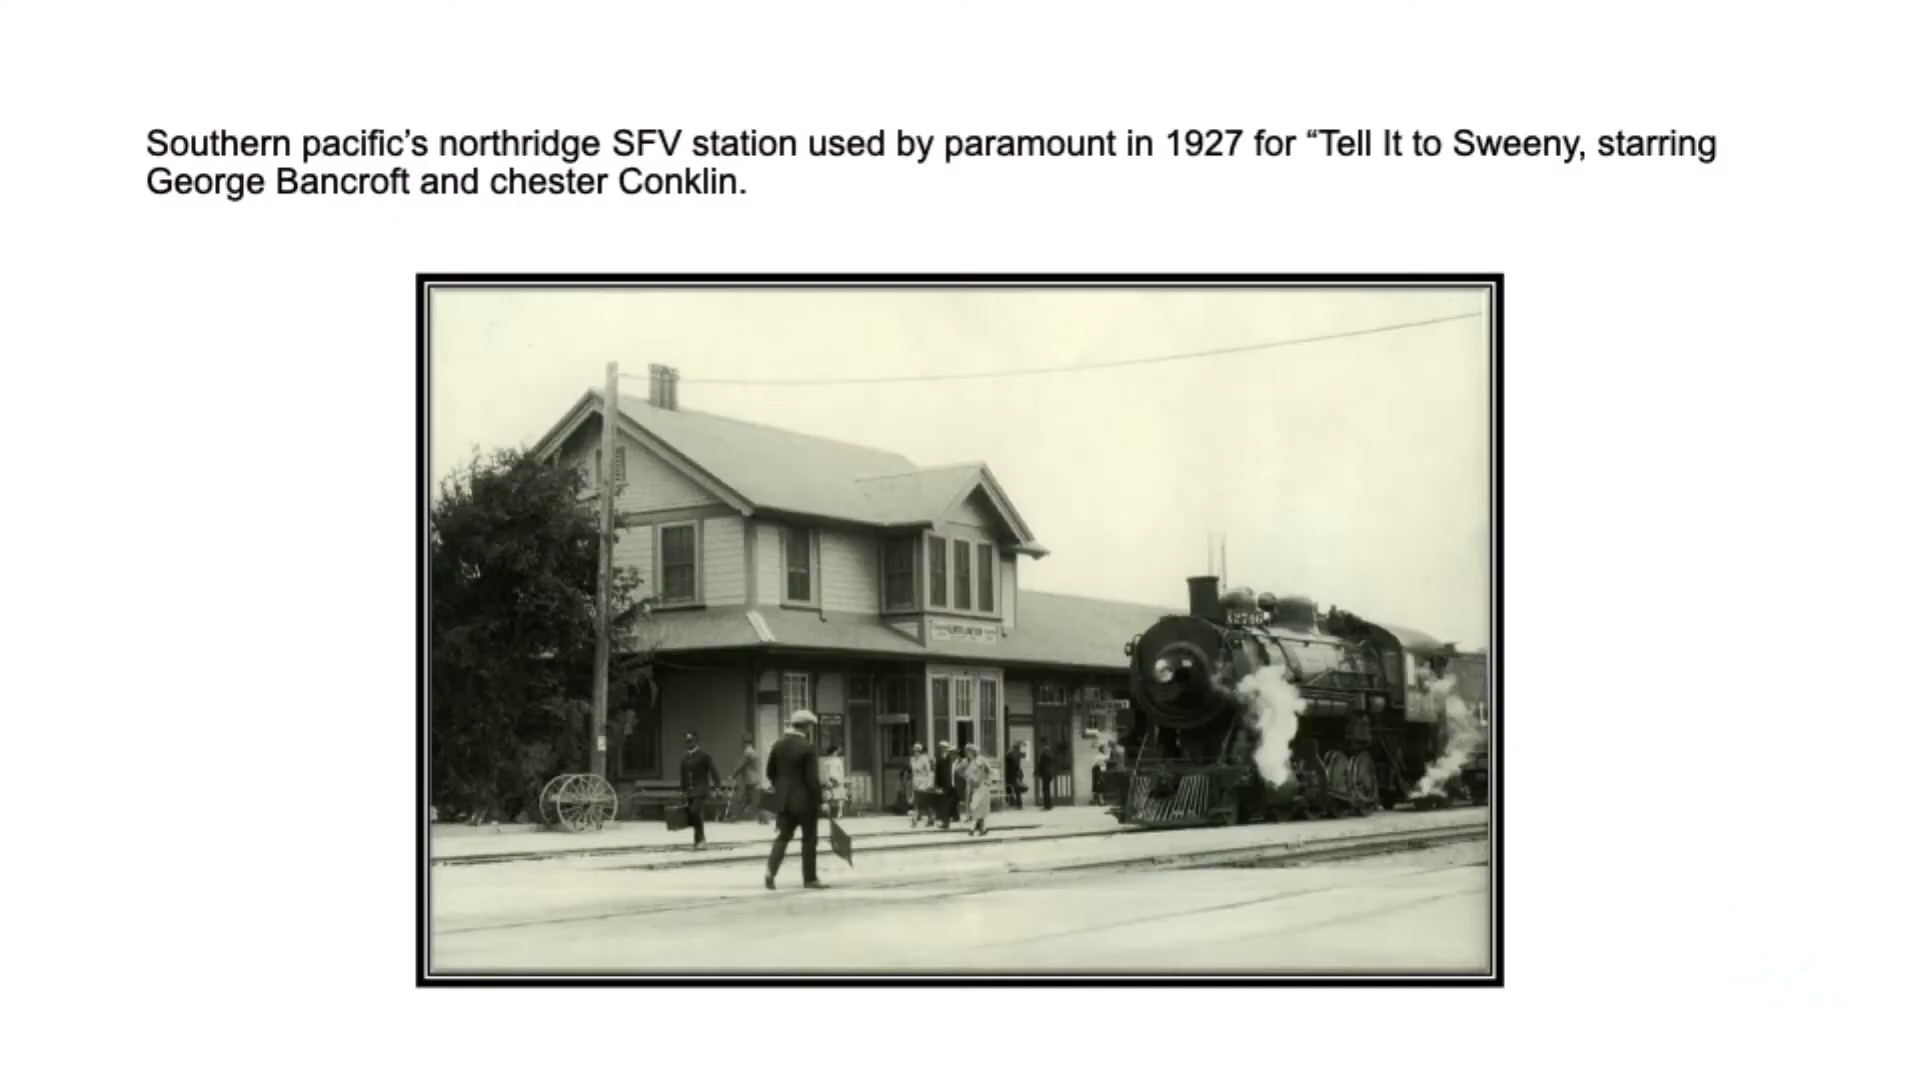 Southern pacific’s northridge SFV station used by paramount in 1927 for “Tell It to Sweeny, starring
George Bancroft and chester Conklin.